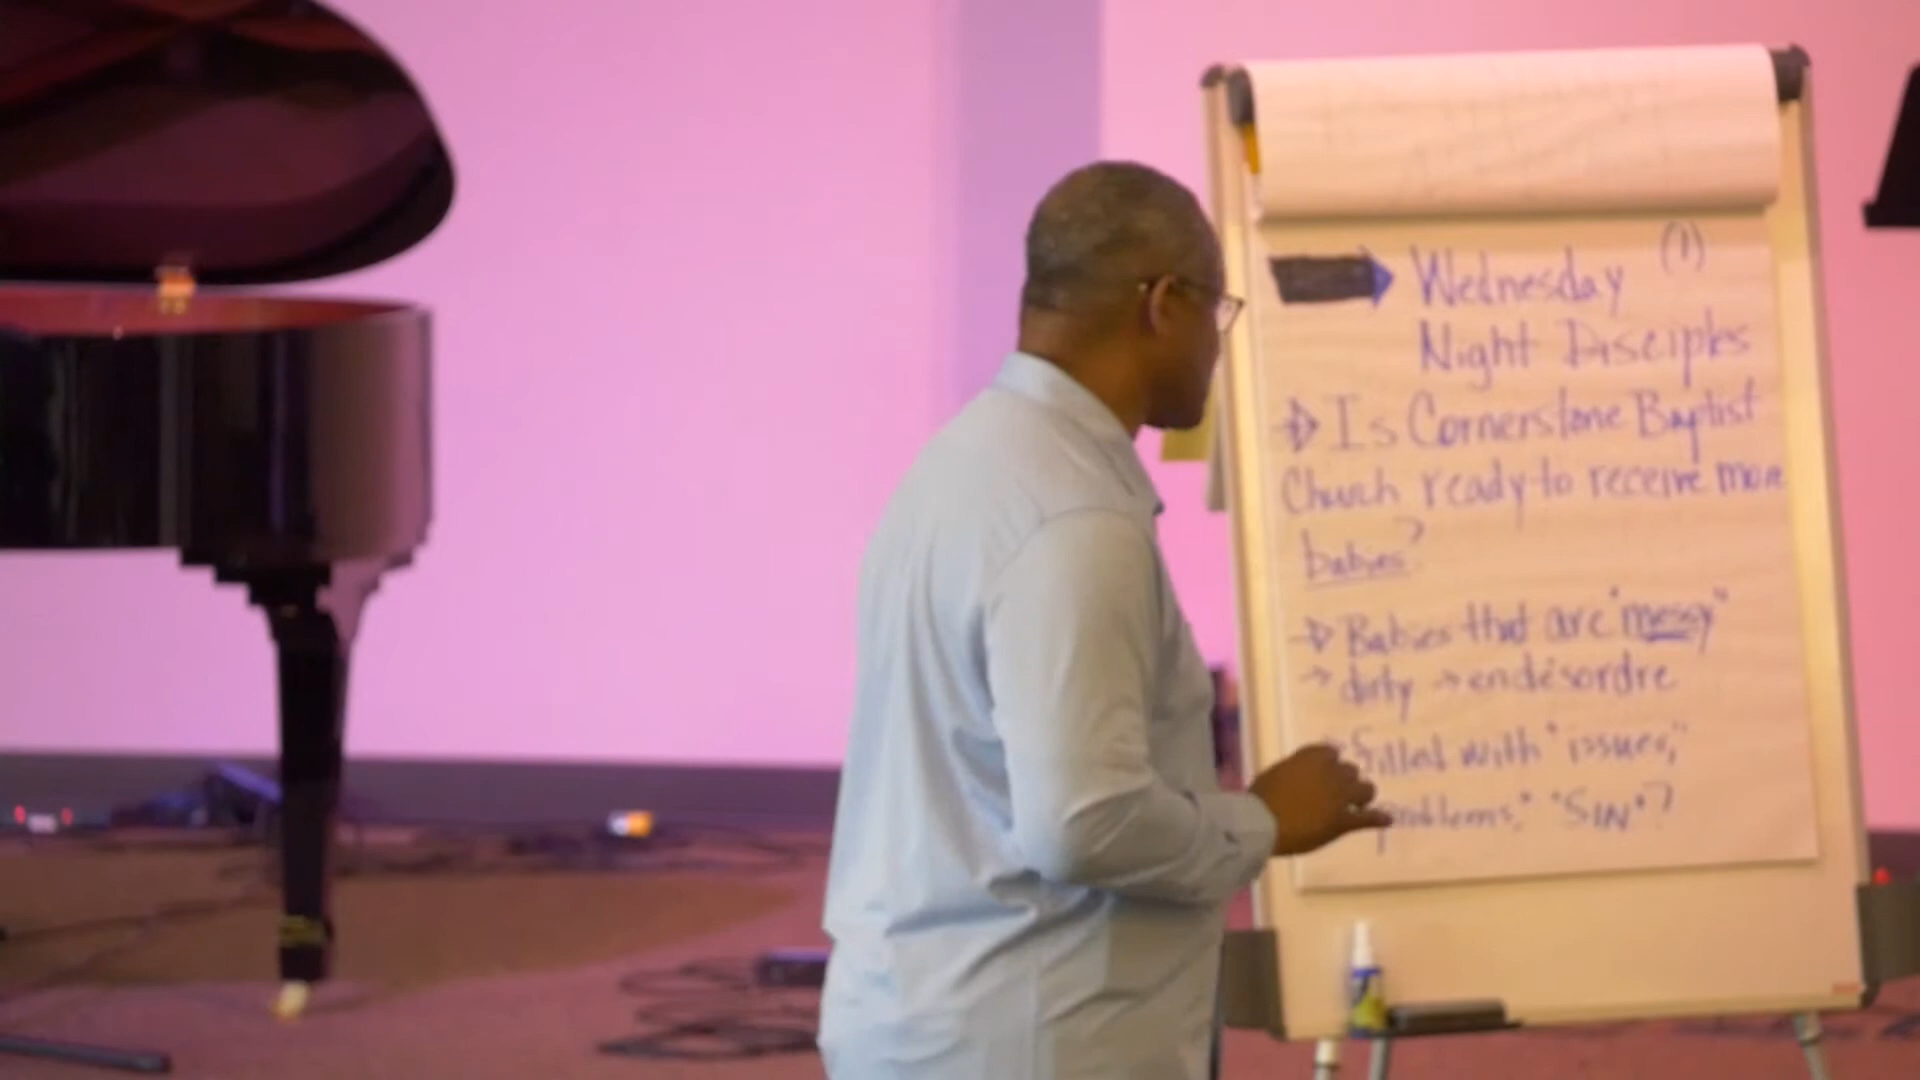 Wednesday (1)
Night Disciples
Is Cornerstone Baptist
Church ready to receive more
babies?
Babies that are "messy"
→ dirty → en désordre
filled with "issues,"
problems," "SIN"?